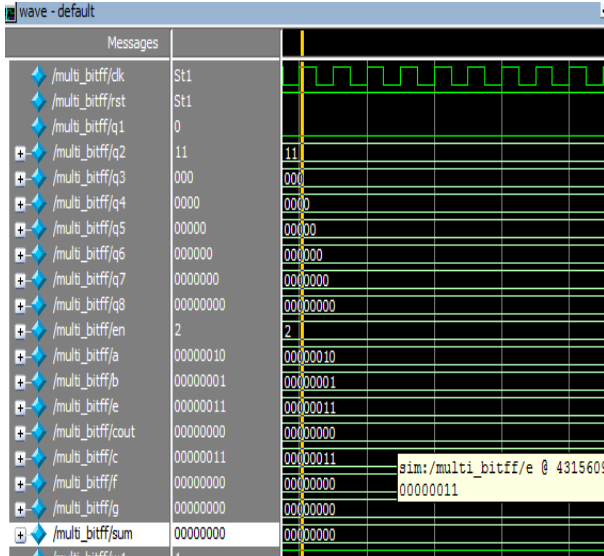 wave - default
Messages
/multi_bitff/clk St1
/multi_bitff/rst St1
/multi_bitff/q1 0
/multi_bitff/q2 11 11
/multi_bitff/q3 000 000
/multi_bitff/q4 0000 0000
/multi_bitff/q5 00000 00000
/multi_bitff/q6 000000 000000
/multi_bitff/q7 0000000 0000000
/multi_bitff/q8 00000000 00000000
/multi_bitff/en 2 2
/multi_bitff/a 00000010 00000010
/multi_bitff/b 00000001 00000001
/multi_bitff/e 00000011 00000011
/multi_bitff/cout 00000000 00000000
/multi_bitff/c 00000011 00000011
sim:/multi_bitff/e @ 4315609
/multi_bitff/f 00000000 00000000
00000011
/multi_bitff/g 00000000 00000000
/multi_bitff/sum 00000000 00000000